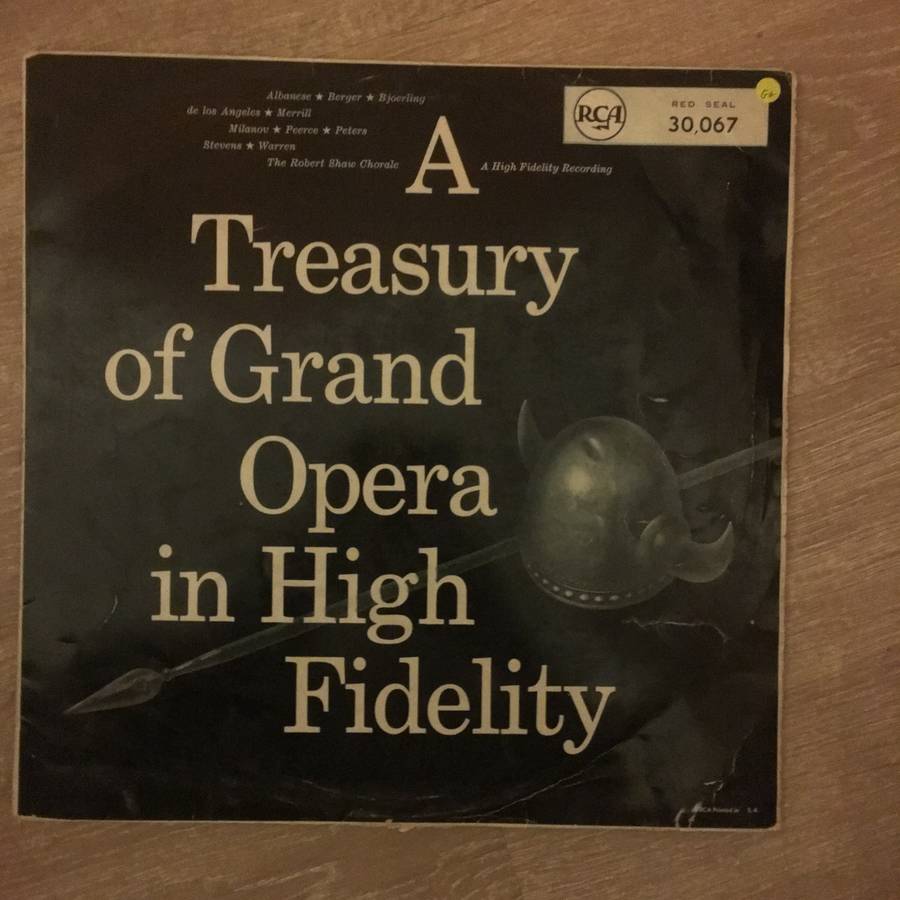 Albanese ★ Berger ★ Bjoerling
de los Angeles ★ Merrill
Milanov ★ Peerce ★ Peters
Stevens ★ Warren
The Robert Shaw Chorale
A High Fidelity Recording
RCA
RED SEAL
30,067
G+
A
Treasury
of Grand
Opera
in High
Fidelity